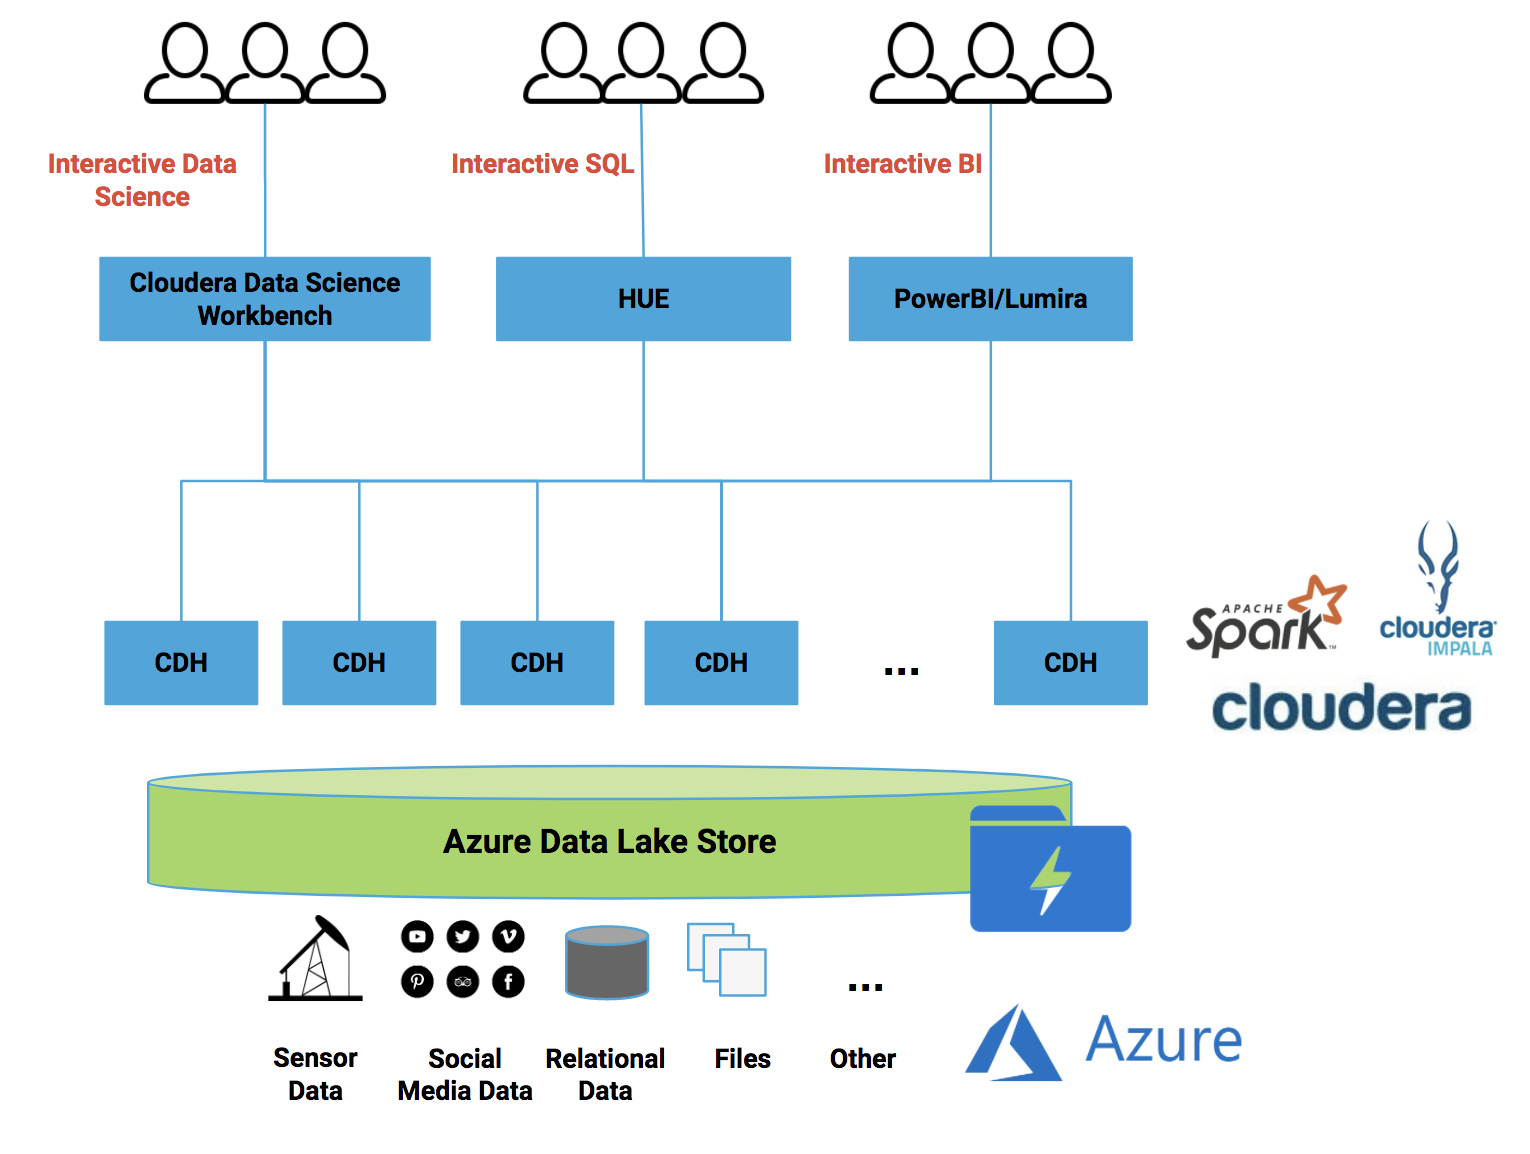 Interactive Data
Science
Interactive SQL
Interactive BI
Cloudera Data Science
Workbench
HUE
PowerBI/Lumira
CDH
CDH
CDH
CDH
...
CDH
APACHE
Spark™
cloudera
IMPALA
cloudera
Azure Data Lake Store
...
Sensor
Data
Social
Media Data
Relational
Data
Files
Other
Azure